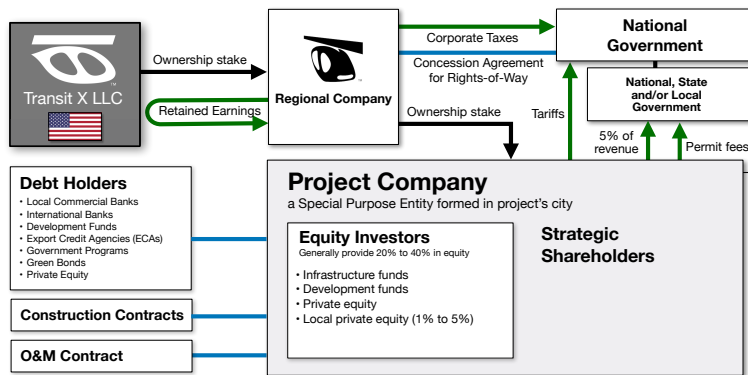 Transit X LLC
™
Ownership stake
Retained Earnings
™
Regional Company
Corporate Taxes
Concession Agreement
for Rights-of-Way
Ownership stake
National
Government
National, State
and/or Local
Government
Tariffs
5% of
revenue
Permit fees
Debt Holders
• Local Commercial Banks
• International Banks
• Development Funds
• Export Credit Agencies (ECAs)
• Government Programs
• Green Bonds
• Private Equity
Construction Contracts
O&M Contract
Project Company
a Special Purpose Entity formed in project's city
Equity Investors
Generally provide 20% to 40% in equity
• Infrastructure funds
• Development funds
• Private equity
• Local private equity (1% to 5%)
Strategic
Shareholders